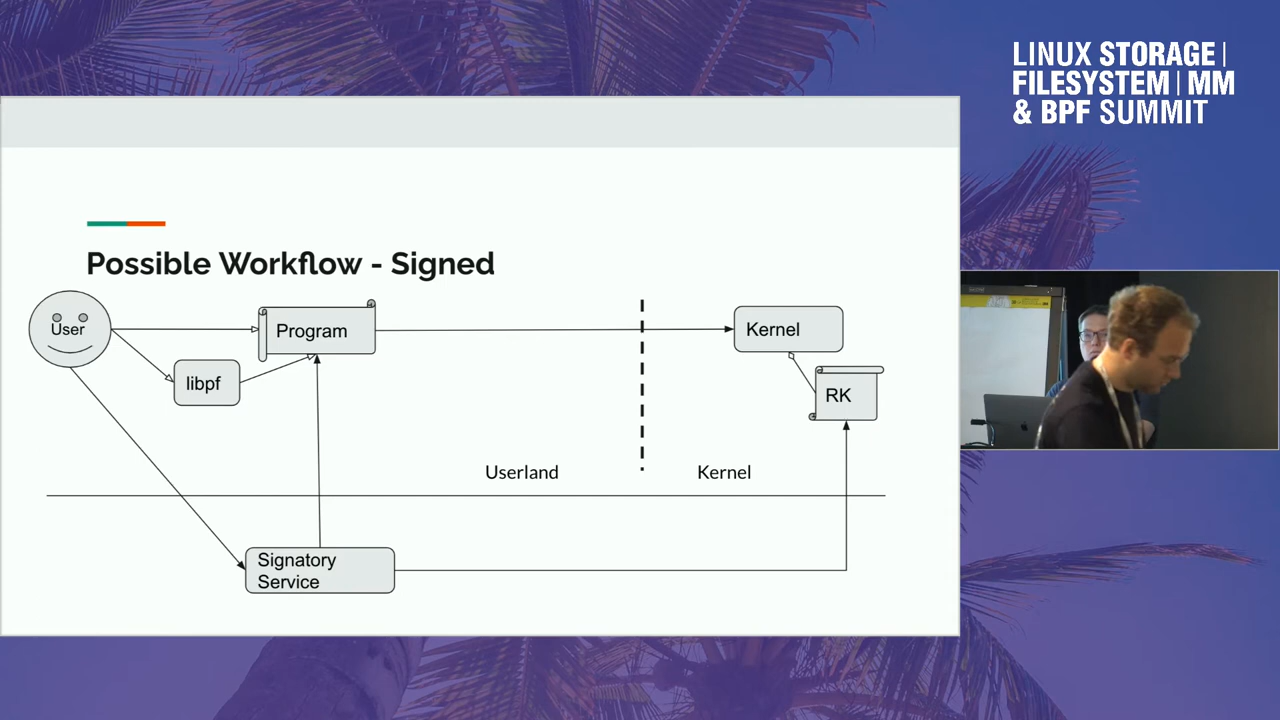 LINUX STORAGE |
FILESYSTEM | MM
& BPF SUMMIT
Possible Workflow - Signed
User
Program
Kernel
libpf
RK
Userland
Kernel
Signatory
Service